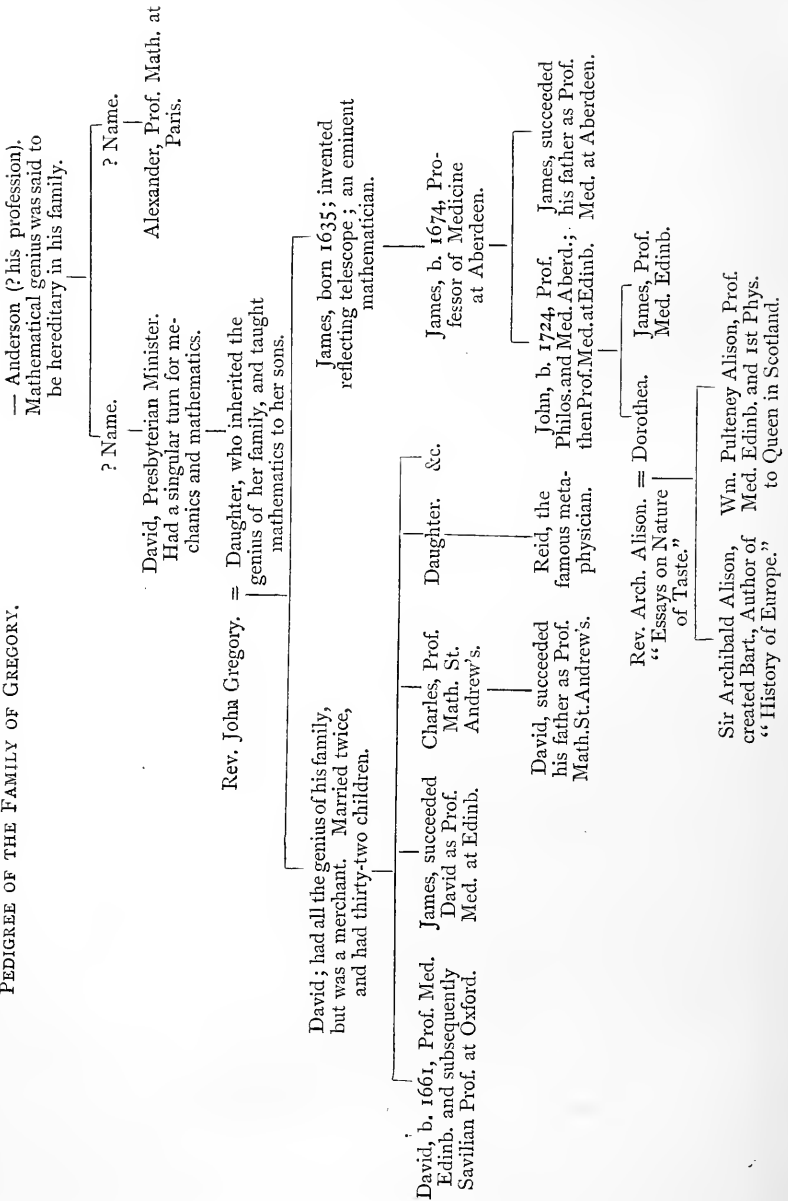 PEDIGREE OF THE FAMILY OF GREGORY.
— Anderson (? his profession).
Mathematical genius was said to
be hereditary in his family.
? Name.
? Name.
David, Presbyterian Minister.
Had a singular turn for me-
chanics and mathematics.
Alexander, Prof. Math. at
Paris.
Rev. John Gregory. = Daughter, who inherited the
genius of her family, and taught
mathematics to her sons.
David; had all the genius of his family,
but was a merchant. Married twice,
and had thirty-two children.
James, born 1635; invented
reflecting telescope; an eminent
mathematician.
David, b. 1661, Prof. Med.
Edinb. and subsequently
Savilian Prof. at Oxford.
James, succeeded
David as Prof.
Med. at Edinb.
Charles, Prof.
Math. St.
Andrew's.
Daughter. &c.
James, b. 1674, Pro-
fessor of Medicine
at Aberdeen.
David, succeeded
his father as Prof.
Math. St. Andrew's.
Reid, the
famous meta-
physician.
John, b. 1724, Prof.
Philos. and Med. Aberd.;
then Prof. Med. at Edinb.
James, succeeded
his father as Prof.
Med. at Aberdeen.
Rev. Arch. Alison. = Dorothea.
"Essays on Nature
of Taste."
James, Prof.
Med. Edinb.
Sir Archibald Alison,
created Bart., Author of
"History of Europe."
Wm. Pulteney Alison, Prof.
Med. Edinb. and 1st Phys.
to Queen in Scotland.